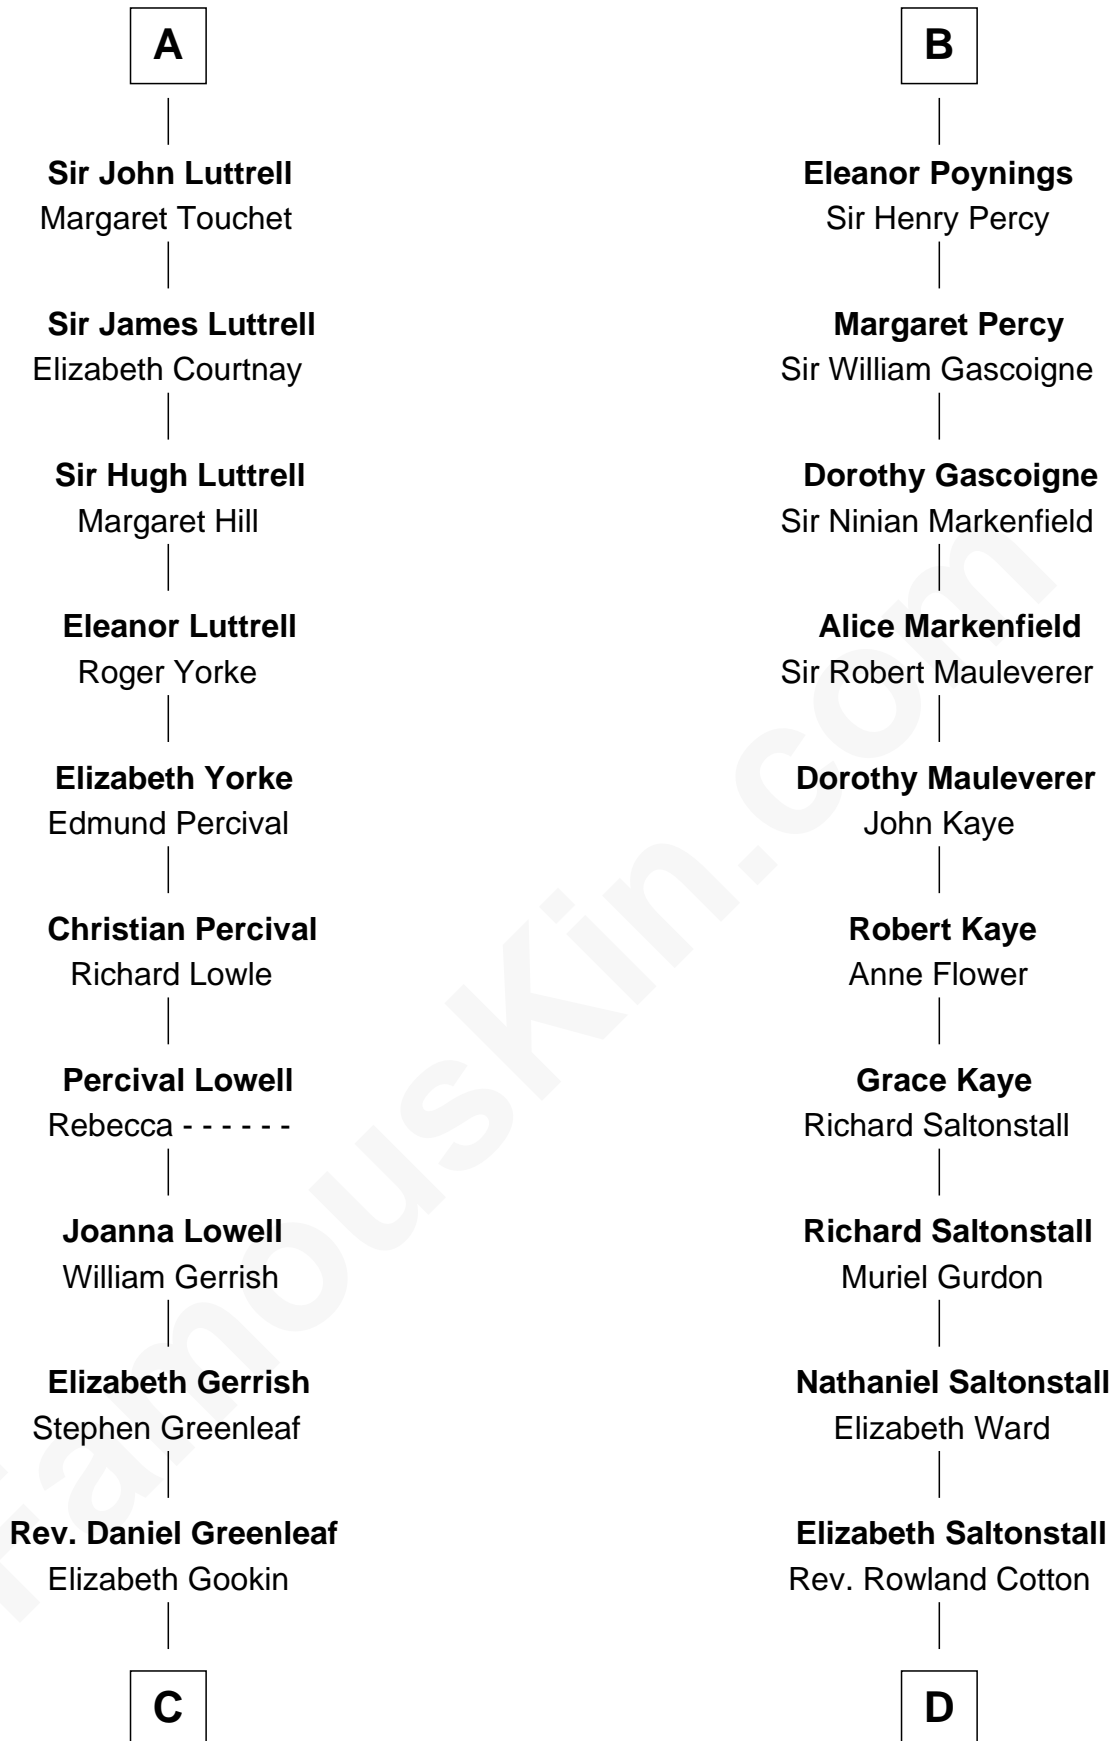 A
Sir John Luttrell
Margaret Touchet
Sir James Luttrell
Elizabeth Courtnay
Sir Hugh Luttrell
Margaret Hill
Eleanor Luttrell
Roger Yorke
Elizabeth Yorke
Edmund Percival
Christian Percival
Richard Lowle
Percival Lowell
Rebecca - - - - - -
Joanna Lowell
William Gerrish
Elizabeth Gerrish
Stephen Greenleaf
Rev. Daniel Greenleaf
Elizabeth Gookin
C
B
Eleanor Poynings
Sir Henry Percy
Margaret Percy
Sir William Gascoigne
Dorothy Gascoigne
Sir Ninian Markenfield
Alice Markenfield
Sir Robert Mauleverer
Dorothy Mauleverer
John Kaye
Robert Kaye
Anne Flower
Grace Kaye
Richard Saltonstall
Richard Saltonstall
Muriel Gurdon
Nathaniel Saltonstall
Elizabeth Ward
Elizabeth Saltonstall
Rev. Rowland Cotton
D
FamousKin.com